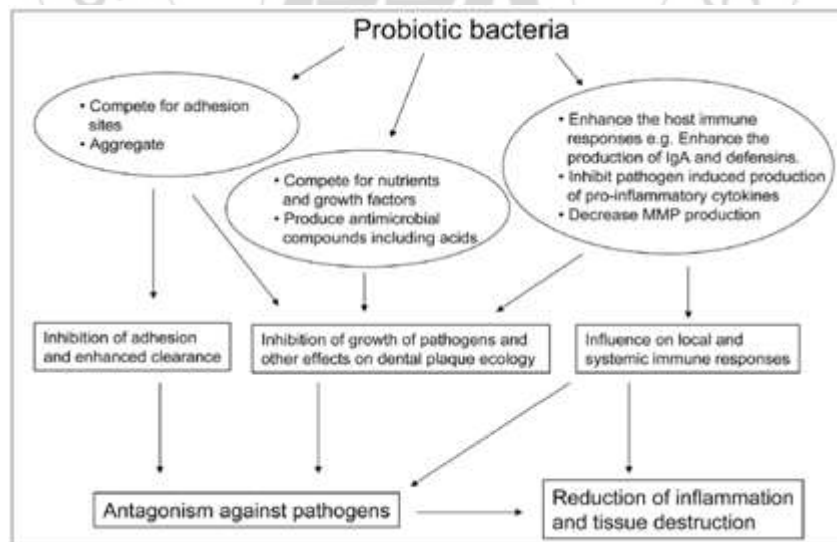 Probiotic bacteria
• Compete for adhesion
sites
• Aggregate
• Compete for nutrients
and growth factors
• Produce antimicrobial
compounds including acids
• Enhance the host immune
responses e.g. Enhance the
production of IgA and defensins.
• Inhibit pathogen induced production
of pro-inflammatory cytokines
• Decrease MMP production
Inhibition of adhesion
and enhanced clearance
Inhibition of growth of pathogens and
other effects on dental plaque ecology
Influence on local and
systemic immune responses
Antagonism against pathogens
Reduction of inflammation
and tissue destruction